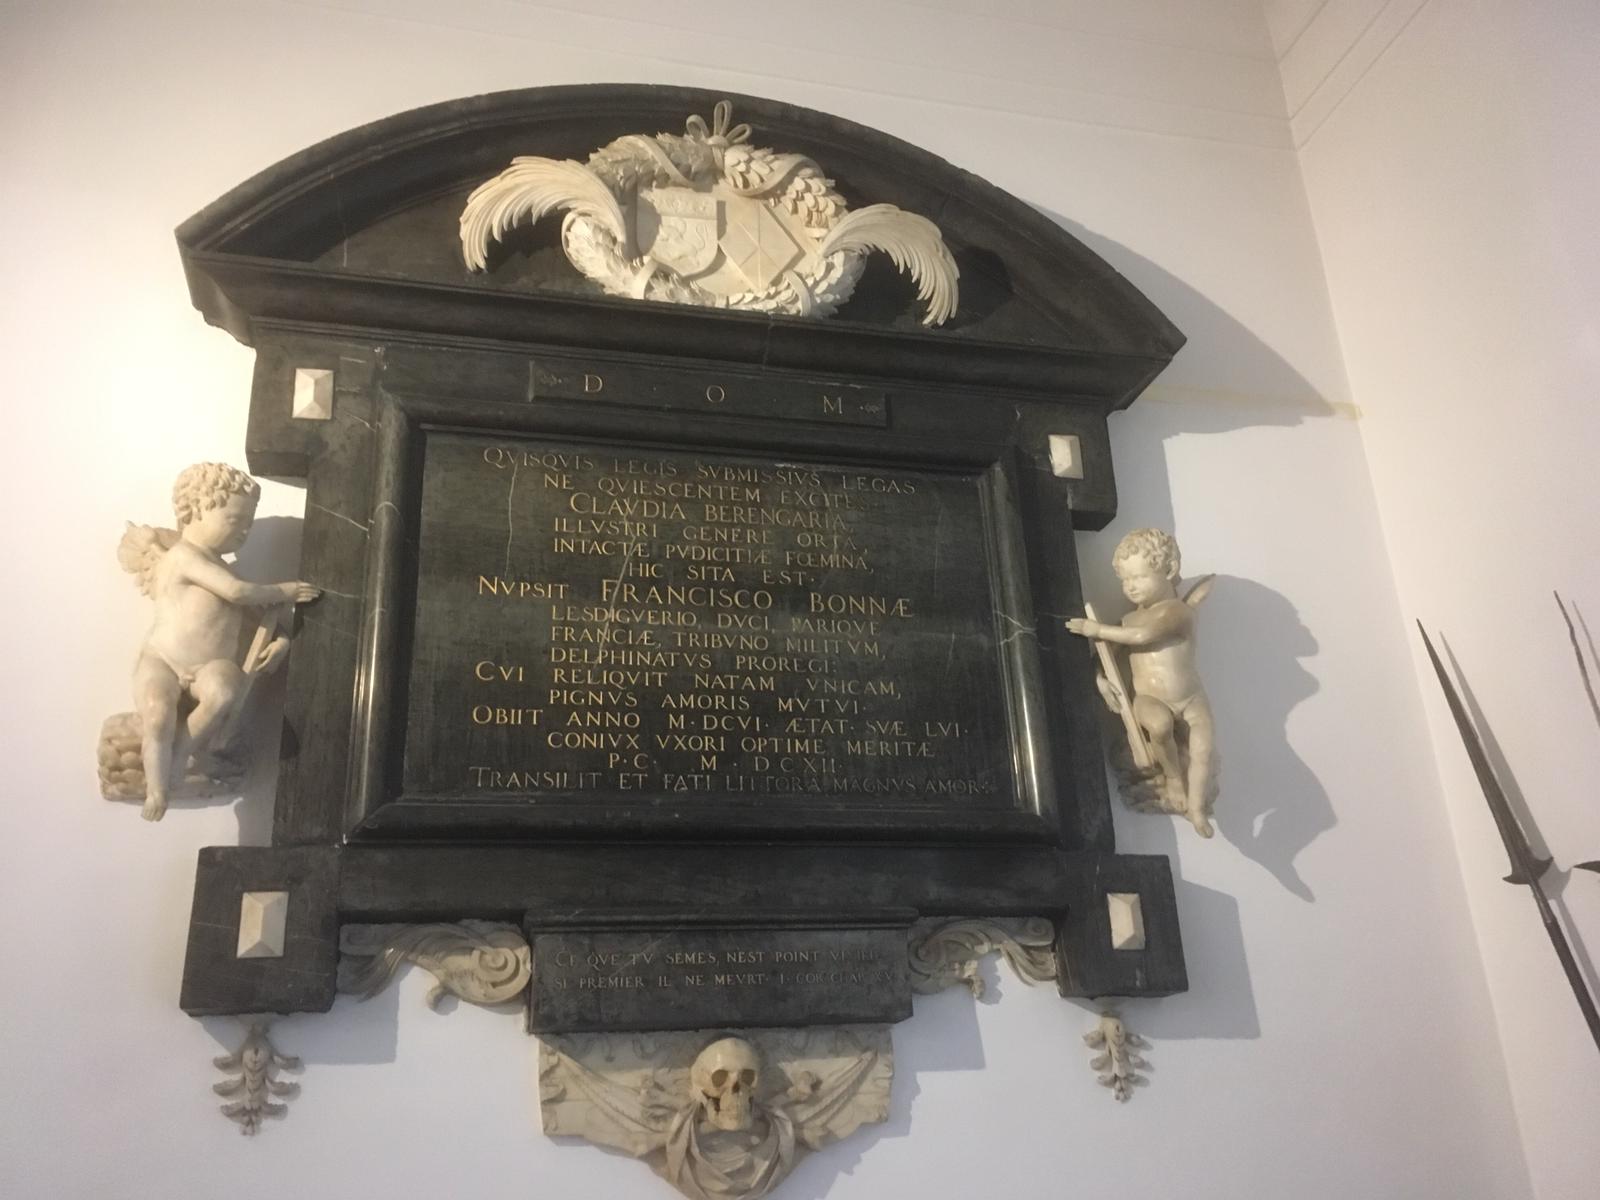 D · O · M
QVISQVIS LEGIS SVBMISSIVS LEGAS
NE QVIESCENTEM EXCITES:
CLAVDIA BERENGARIA,
ILLVSTRI GENERE ORTA,
INTACTÆ PVDICITIÆ FŒMINA,
HIC SITA EST·
NVPSIT FRANCISCO BONNÆ
LESDIGVERIO, DVCI, PARIQVE
FRANCIÆ, TRIBVNO MILITVM,
DELPHINATVS PROREGI:
CVI RELIQVIT NATAM VNICAM,
PIGNVS AMORIS MVTVI·
OBIIT ANNO M·DCVI· ÆTAT· SVÆ LVI·
CONIVX VXORI OPTIME MERITÆ
P·C· M·DCXII·
TRANSILIT ET FATI LITTORA MAGNVS AMOR·
CE QVE TV SEMES, NEST POINT
SI PREMIER IL NE MEVRT· I· COR· CHAP· XV·